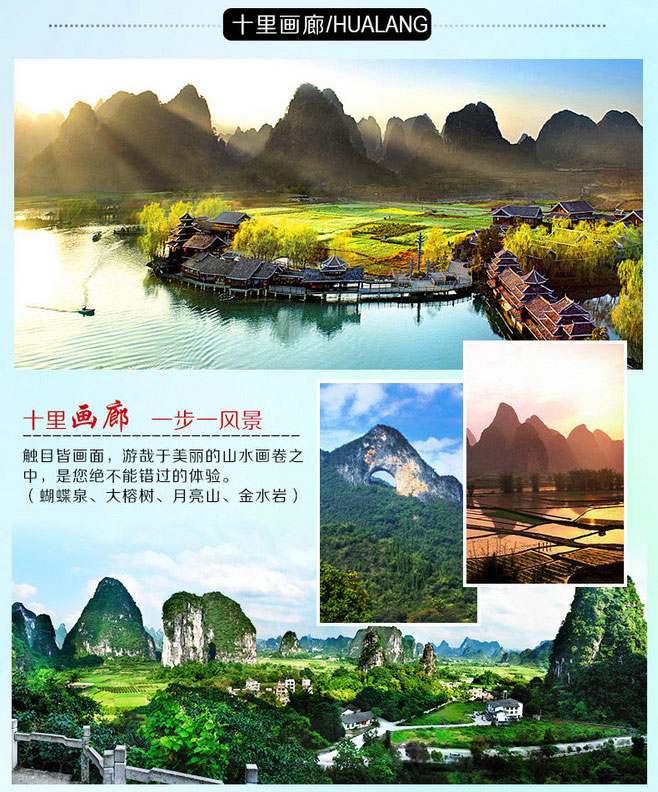 十里画廊/HUALANG
十里画廊 一步一风景
触目皆画面，游哉于美丽的山水画卷之
中，是您绝不能错过的体验。
（蝴蝶泉、大榕树、月亮山、金水岩）